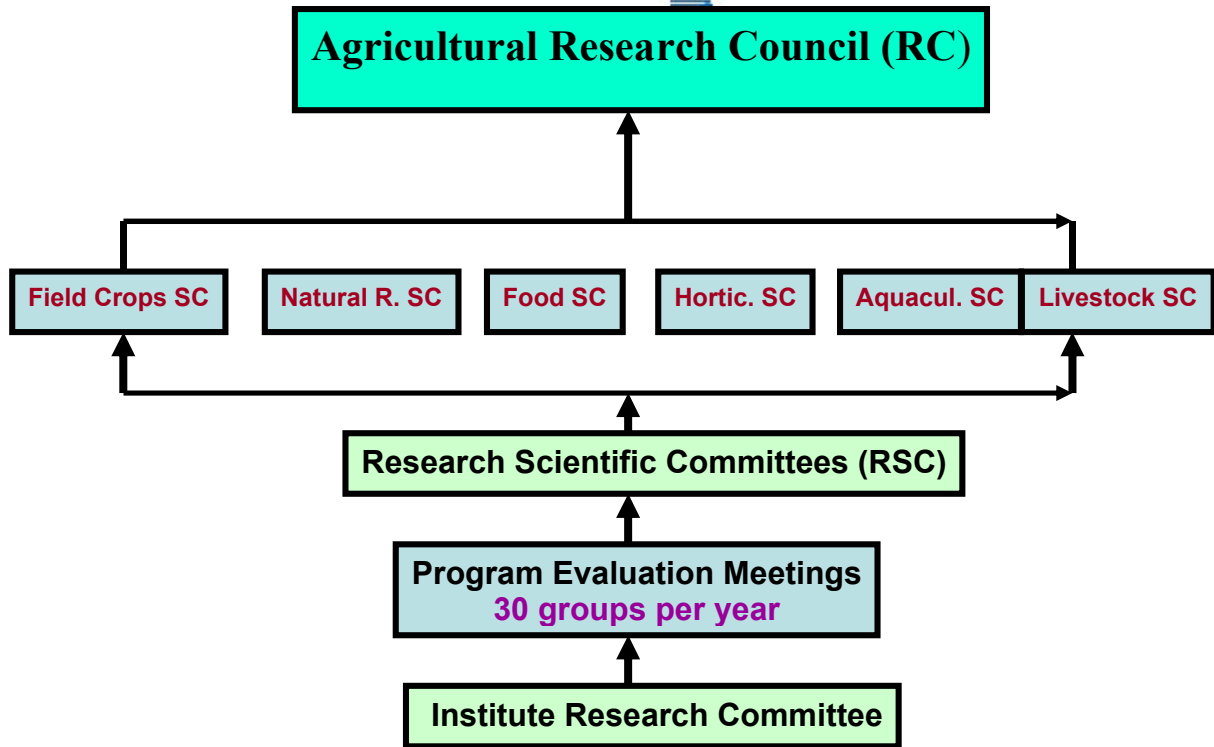 Agricultural Research Council (RC)
Field Crops SC
Natural R. SC
Food SC
Hortic. SC
Aquacul. SC
Livestock SC
Research Scientific Committees (RSC)
Program Evaluation Meetings
30 groups per year
Institute Research Committee